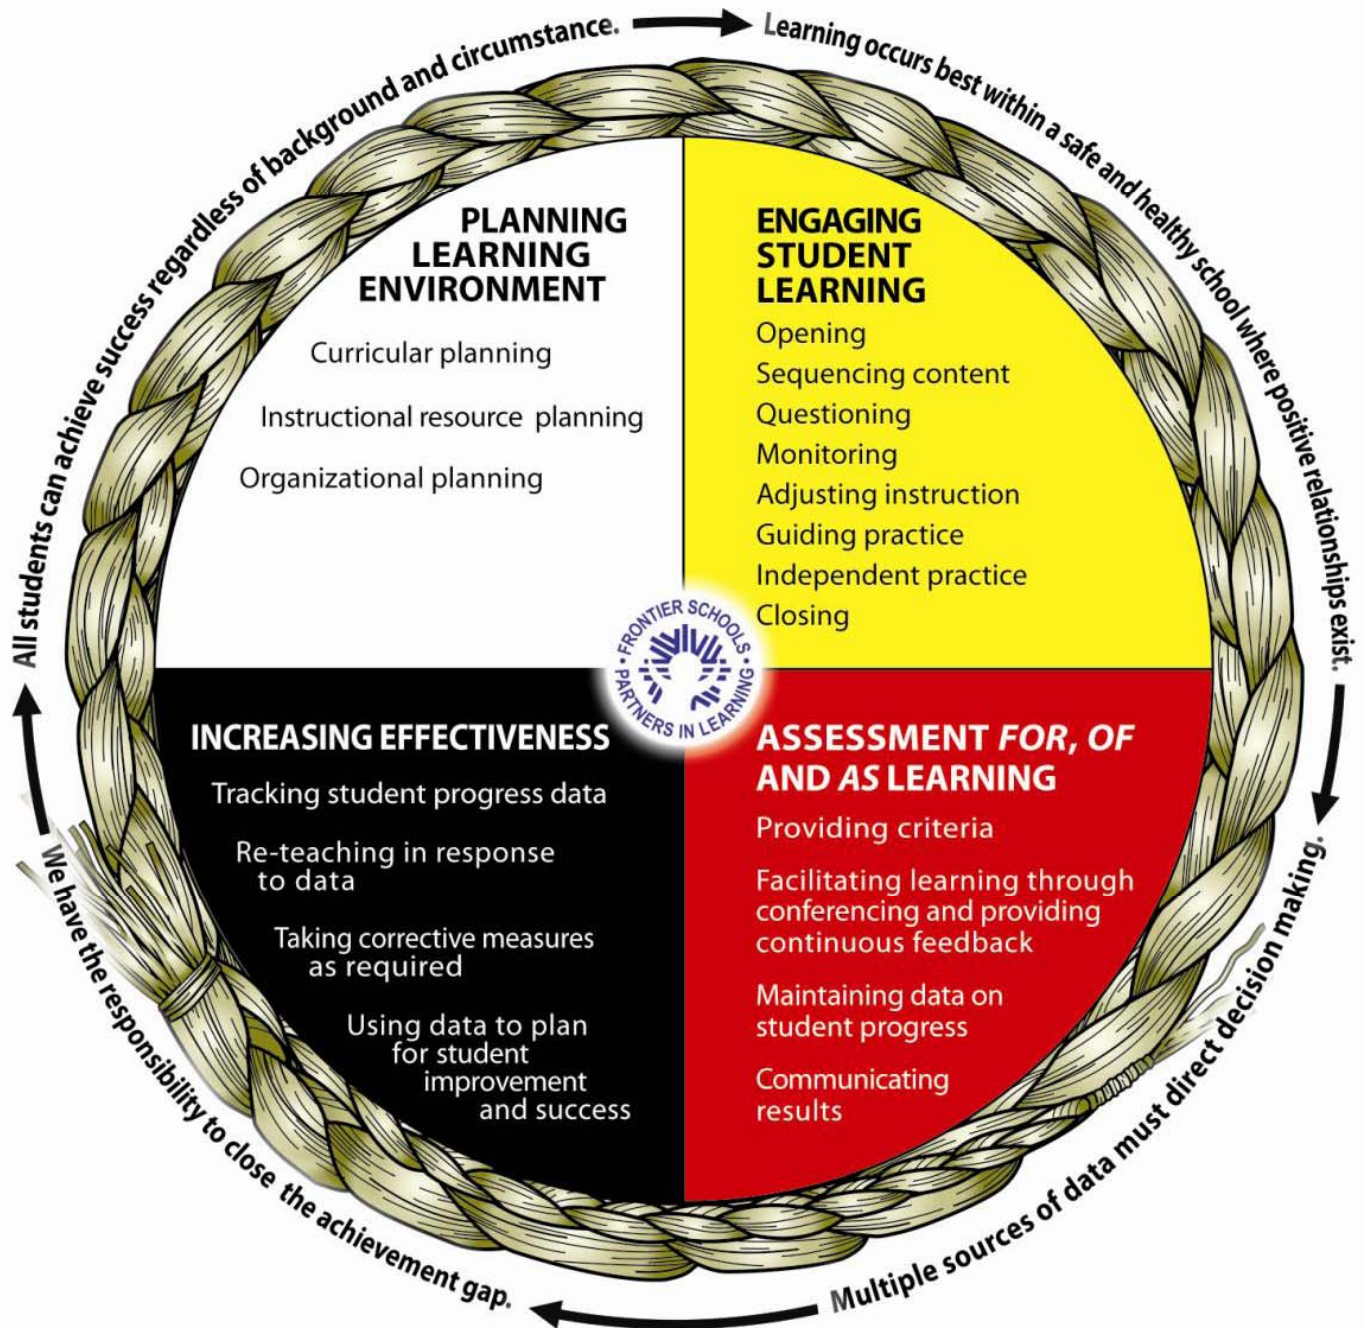 All students can achieve success regardless of background and circumstance.
Learning occurs best within a safe and healthy school where positive relationships exist.
Multiple sources of data must direct decision making.
We have the responsibility to close the achievement gap.
PLANNING
LEARNING
ENVIRONMENT
Curricular planning
Instructional resource planning
Organizational planning
ENGAGING
STUDENT
LEARNING
Opening
Sequencing content
Questioning
Monitoring
Adjusting instruction
Guiding practice
Independent practice
Closing
FRONTIER SCHOOLS
PARTNERS IN LEARNING
ASSESSMENT FOR, OF
AND AS LEARNING
Providing criteria
Facilitating learning through
conferencing and providing
continuous feedback
Maintaining data on
student progress
Communicating
results
INCREASING EFFECTIVENESS
Tracking student progress data
Re-teaching in response
to data
Taking corrective measures
as required
Using data to plan
for student
improvement
and success